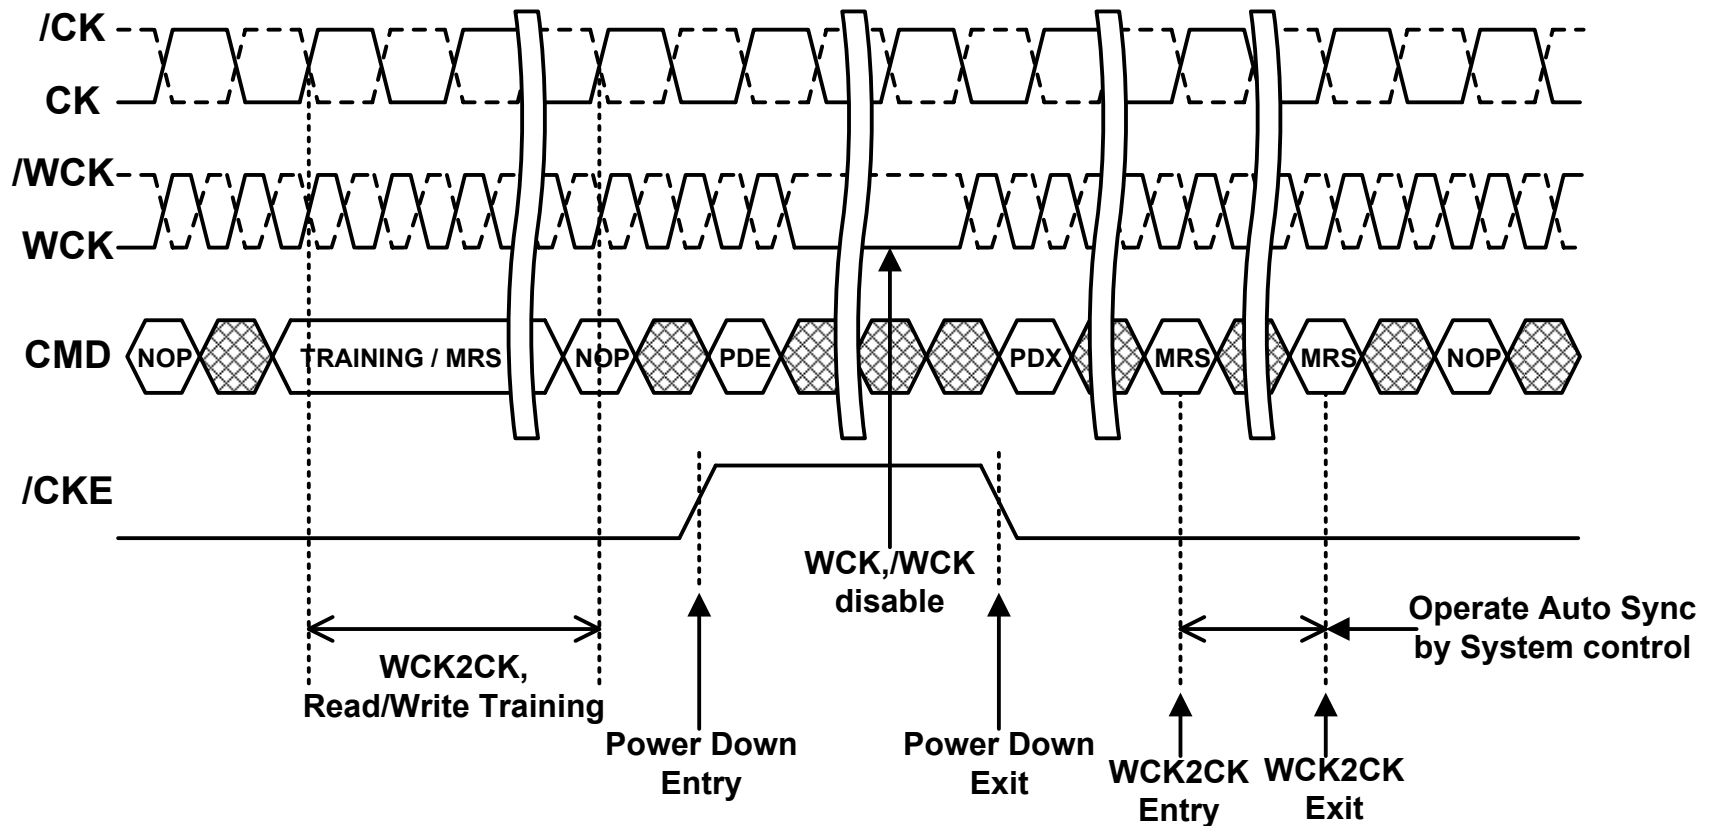 /CK
CK
/WCK
WCK
CMD NOP TRAINING / MRS NOP PDE PDX MRS MRS NOP
/CKE
WCK,/WCK
disable
Operate Auto Sync
by System control
WCK2CK,
Read/Write Training
Power Down
Entry
Power Down
Exit
WCK2CK
Entry
WCK2CK
Exit